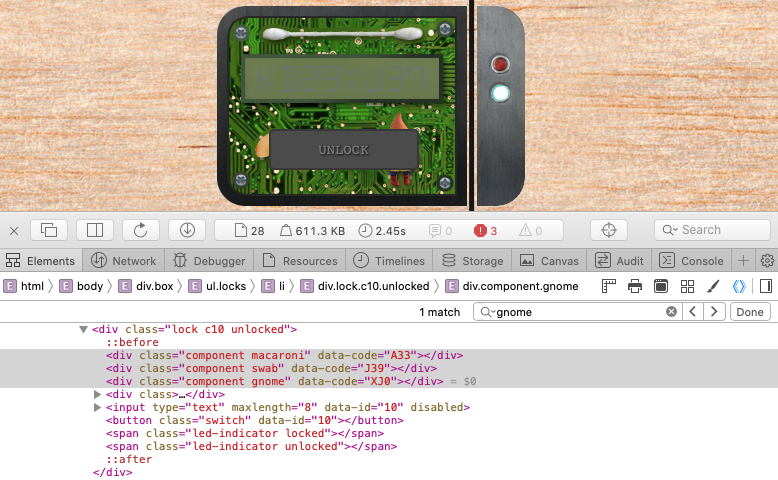 UNLOCK
KD29XJ37
28 611.3 KB 2.45s 0 3 0 Search
Elements Network Debugger Resources Timelines Storage Canvas Audit Console
E html E body E div.box E ul.locks E li E div.lock.c10.unlocked E div.component.gnome
1 match gnome Done
<div class="lock c10 unlocked">
::before
<div class="component macaroni" data-code="A33"></div>
<div class="component swab" data-code="J39"></div>
<div class="component gnome" data-code="XJ0"></div> = $0
<div class>…</div>
<input type="text" maxlength="8" data-id="10" disabled>
<button class="switch" data-id="10"></button>
<span class="led-indicator locked"></span>
<span class="led-indicator unlocked"></span>
::after
</div>